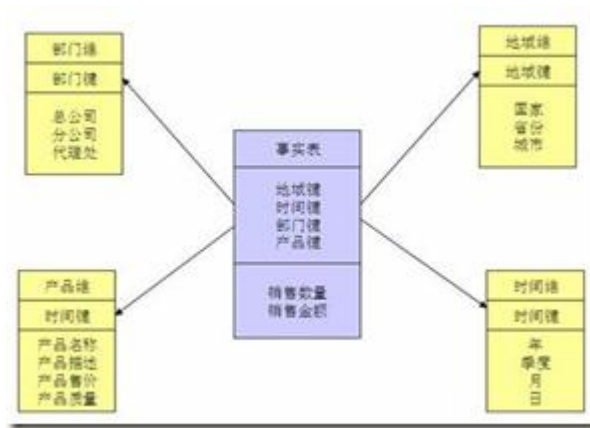 部门维
部门键
总公司
分公司
代理处
地域维
地域键
国家
省份
城市
事实表
地域键
时间键
部门键
产品键
销售数量
销售金额
产品维
时间键
产品名称
产品描述
产品售价
产品质量
时间维
时间键
年
季度
月
日